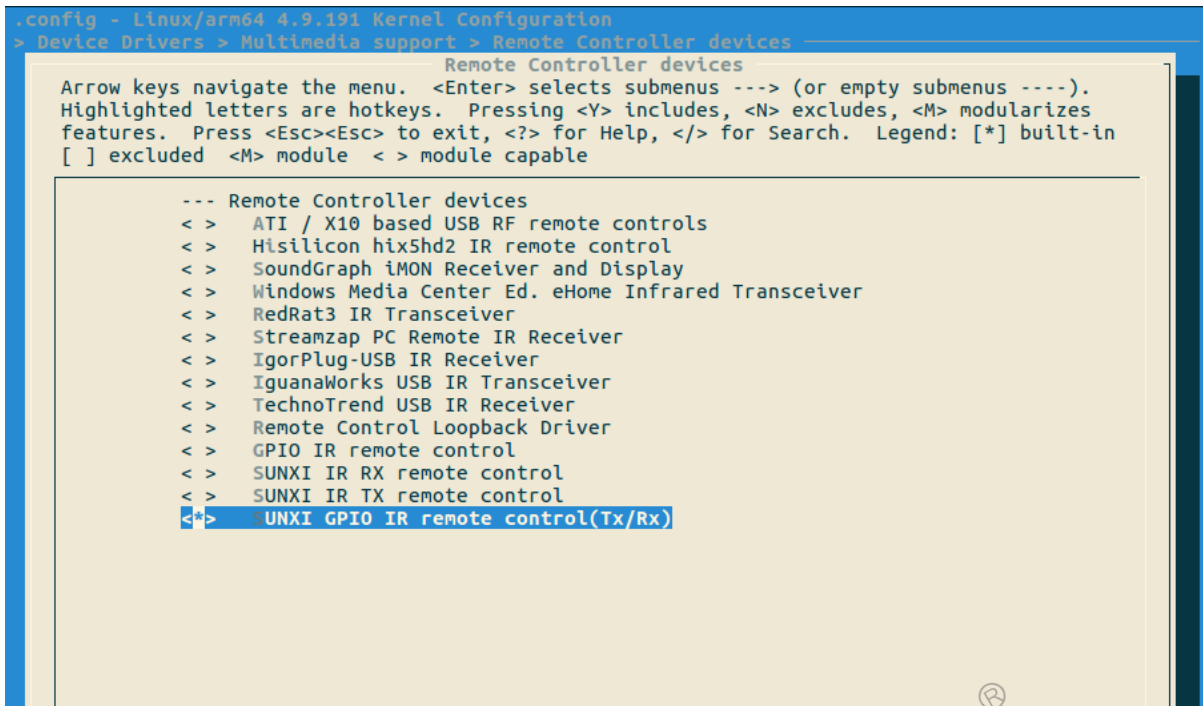 .config - Linux/arm64 4.9.191 Kernel Configuration
> Device Drivers > Multimedia support > Remote Controller devices
Remote Controller devices
Arrow keys navigate the menu.  <Enter> selects submenus ---> (or empty submenus ----).
Highlighted letters are hotkeys.  Pressing <Y> includes, <N> excludes, <M> modularizes
features.  Press <Esc><Esc> to exit, <?> for Help, </> for Search.  Legend: [*] built-in
[ ] excluded  <M> module  < > module capable
--- Remote Controller devices
< >   ATI / X10 based USB RF remote controls
< >   Hisilicon hix5hd2 IR remote control
< >   SoundGraph iMON Receiver and Display
< >   Windows Media Center Ed. eHome Infrared Transceiver
< >   RedRat3 IR Transceiver
< >   Streamzap PC Remote IR Receiver
< >   IgorPlug-USB IR Receiver
< >   IguanaWorks USB IR Transceiver
< >   TechnoTrend USB IR Receiver
< >   Remote Control Loopback Driver
< >   GPIO IR remote control
< >   SUNXI IR RX remote control
< >   SUNXI IR TX remote control
<*>   SUNXI GPIO IR remote control(Tx/Rx)
®